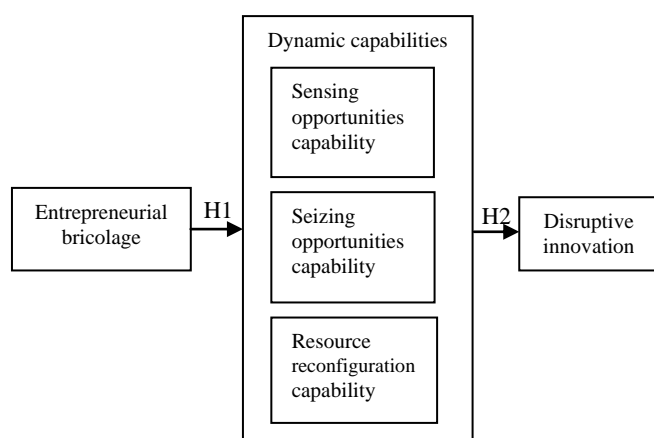 Dynamic capabilities
Sensing
opportunities
capability
Entrepreneurial
bricolage
H1
Seizing
opportunities
capability
H2
Disruptive
innovation
Resource
reconfiguration
capability